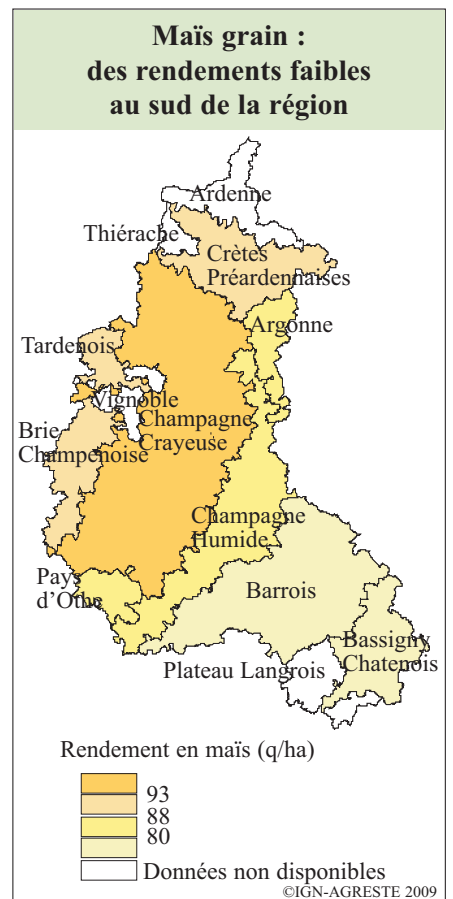 Maïs grain :
des rendements faibles
au sud de la région
Ardenne
Thiérache
Crètes
Préardennaises
Argonne
Tardenois
Vignoble
Champagne
Crayeuse
Brie
Champenoise
Champagne
Humide
Pays
d'Othe
Barrois
Bassigny
Chatenois
Plateau Langrois
Rendement en maïs (q/ha)
93
88
80
Données non disponibles
©IGN-AGRESTE 2009